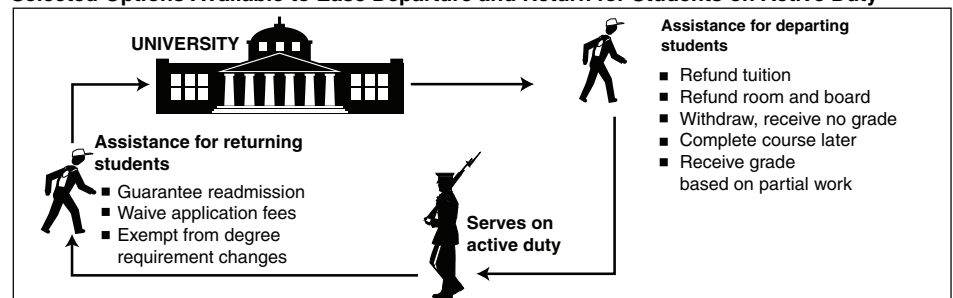 Selected Options Available to Ease Departure and Return for Students on Active Duty
UNIVERSITY
Assistance for departing
students
■ Refund tuition
■ Refund room and board
■ Withdraw, receive no grade
■ Complete course later
■ Receive grade
based on partial work
Assistance for returning
students
■ Guarantee readmission
■ Waive application fees
■ Exempt from degree
requirement changes
Serves on
active duty